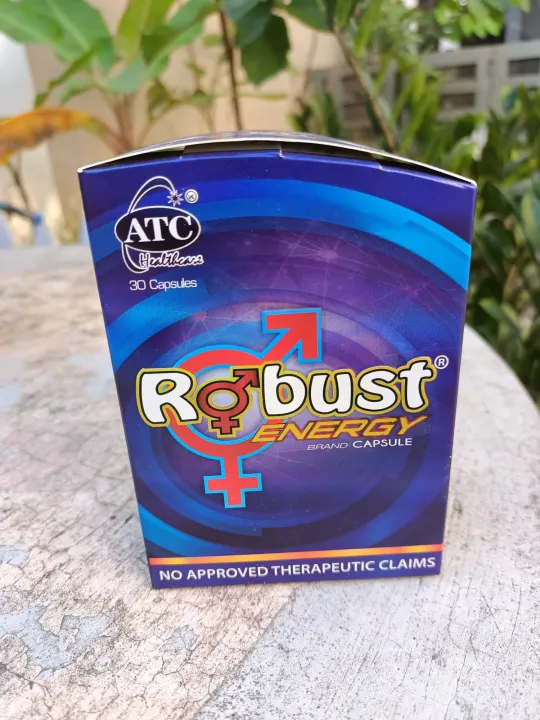 ATC®
Healthcare
30 Capsules
Robust®
ENERGY
BRAND CAPSULE
NO APPROVED THERAPEUTIC CLAIMS